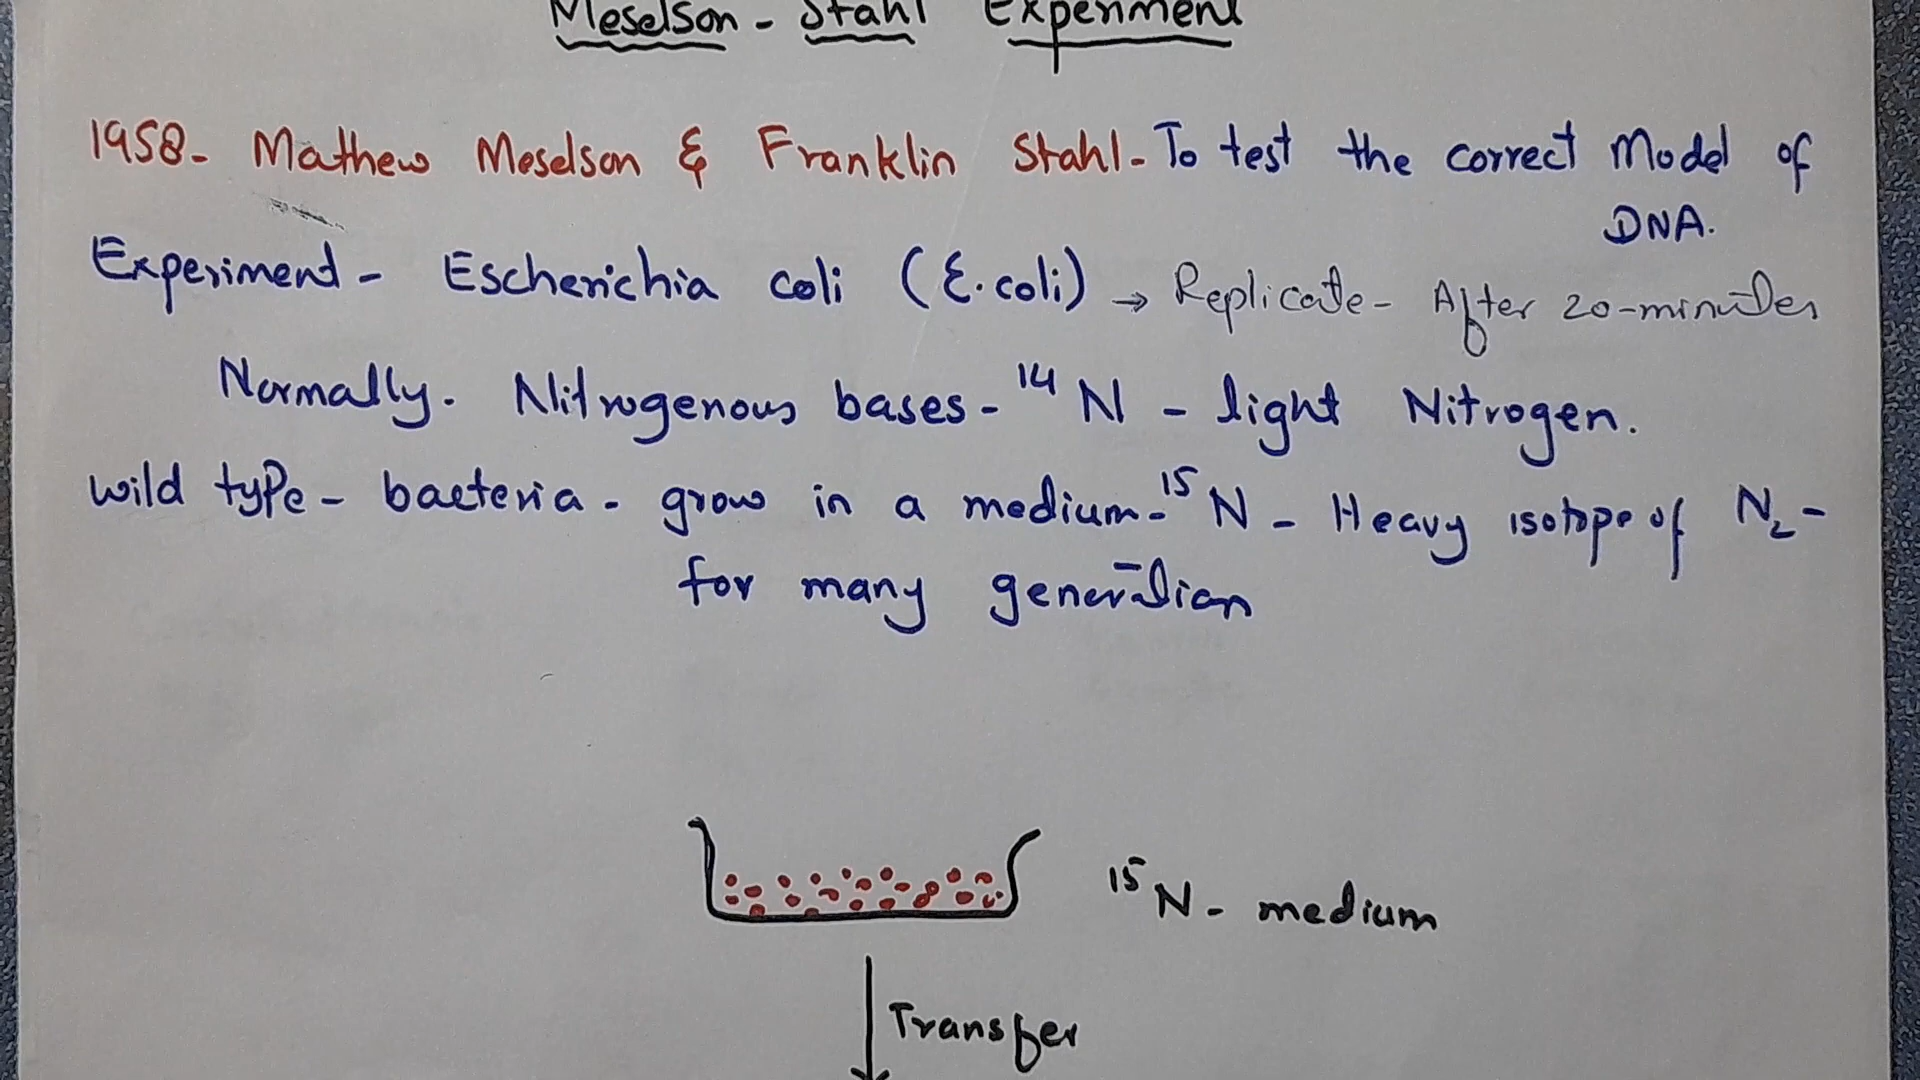 Meselson - Stahl Experiment
1958- Mathew Meselson & Franklin Stahl- To test the correct Model of
DNA.
Experiment - Escherichia coli (E.coli) → Replicate - After 20-minutes
Normally. Nitrogenous bases - ¹⁴N - light Nitrogen.
wild type - bacteria - grow in a medium - ¹⁵N - Heavy isotope of N₂ -
for many generation
¹⁵N - medium
Transfer